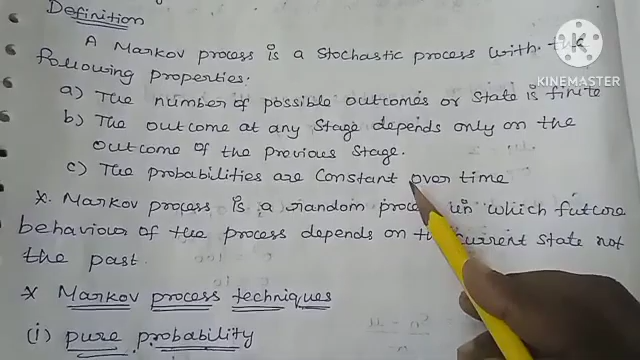 Definition
A Markov process is a stochastic process with the
following properties.
a) The number of possible outcomes or state is finite
b) The outcome at any stage depends only on the
outcome of the previous stage.
c) The probabilities are constant over time
X. Markov process is a random process in which future
behaviour of the process depends on the current state not
the past.
X Markov process techniques
(i) pure probability
KINEMASTER